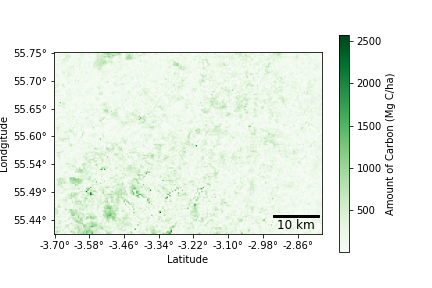 55.75°
55.70°
55.65°
55.60°
55.54°
55.49°
55.44°
Londgitude
-3.70° -3.58° -3.46° -3.34° -3.22° -3.10° -2.98° -2.86°
Latitude
10 km
2500
2000
1500
1000
500
Amount of Carbon (Mg C/ha)